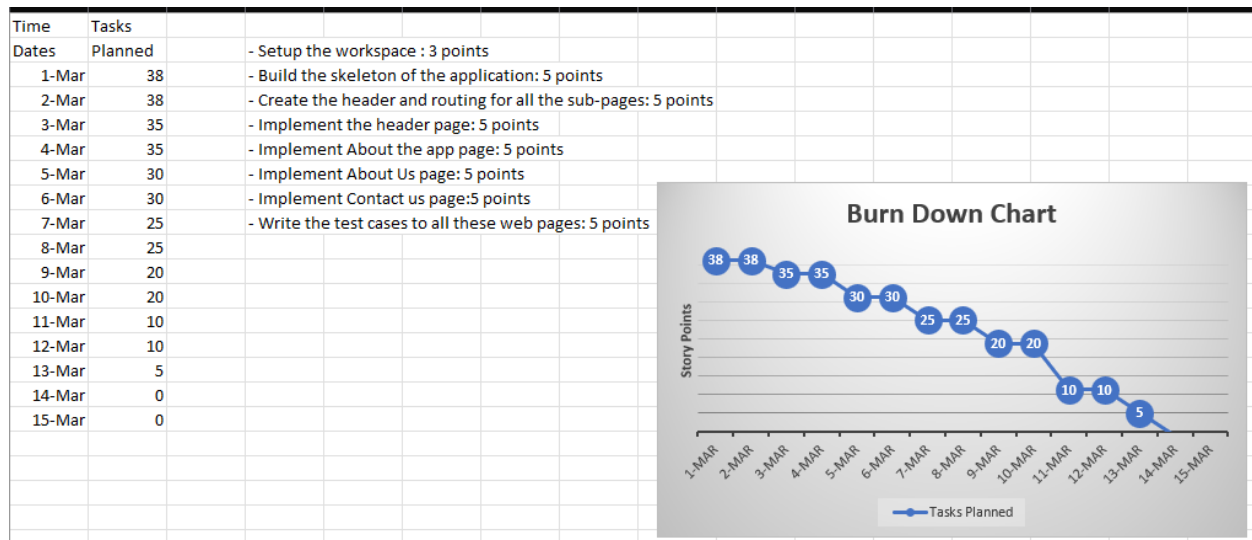 Time Tasks
Dates Planned - Setup the workspace : 3 points
1-Mar 38 - Build the skeleton of the application: 5 points
2-Mar 38 - Create the header and routing for all the sub-pages: 5 points
3-Mar 35 - Implement the header page: 5 points
4-Mar 35 - Implement About the app page: 5 points
5-Mar 30 - Implement About Us page: 5 points
6-Mar 30 - Implement Contact us page:5 points
7-Mar 25 - Write the test cases to all these web pages: 5 points
8-Mar 25
9-Mar 20
10-Mar 20
11-Mar 10
12-Mar 10
13-Mar 5
14-Mar 0
15-Mar 0
Burn Down Chart
Story Points
38 38 35 35 30 30 25 25 20 20 10 10 5
1-MAR 2-MAR 3-MAR 4-MAR 5-MAR 6-MAR 7-MAR 8-MAR 9-MAR 10-MAR 11-MAR 12-MAR 13-MAR 14-MAR 15-MAR
Tasks Planned